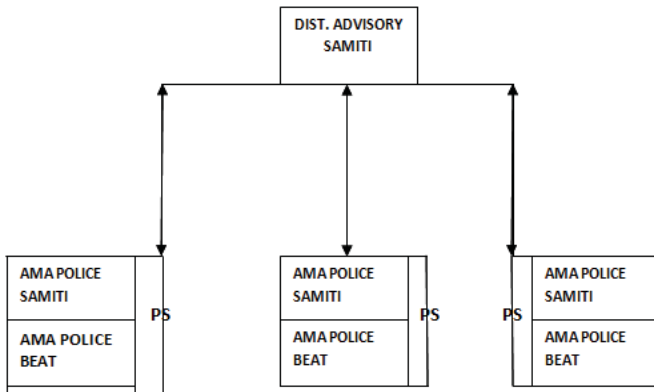 DIST. ADVISORY
SAMITI
AMA POLICE
SAMITI
PS
AMA POLICE
BEAT
AMA POLICE
SAMITI
PS
AMA POLICE
BEAT
PS
AMA POLICE
SAMITI
AMA POLICE
BEAT